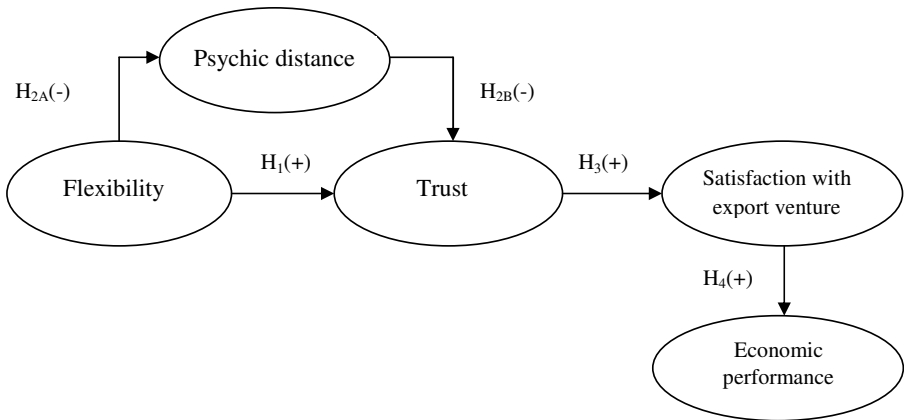 Psychic distance
H2A(-)
H2B(-)
H1(+)
H3(+)
Flexibility
Trust
Satisfaction with
export venture
H4(+)
Economic
performance